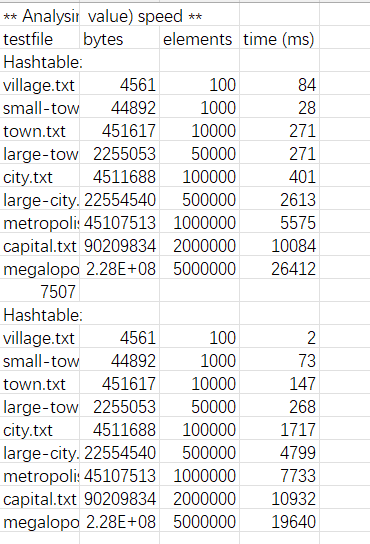 ** Analysi value) speed **
testfile bytes elements time (ms)
Hashtable:
village.txt 4561 100 84
small-tow 44892 1000 28
town.txt 451617 10000 271
large-tow 2255053 50000 271
city.txt 4511688 100000 401
large-city. 22554540 500000 2613
metropoli 45107513 1000000 5575
capital.txt 90209834 2000000 10084
megalopo 2.28E+08 5000000 26412
7507
Hashtable:
village.txt 4561 100 2
small-tow 44892 1000 73
town.txt 451617 10000 147
large-tow 2255053 50000 268
city.txt 4511688 100000 1717
large-city. 22554540 500000 4799
metropoli 45107513 1000000 7733
capital.txt 90209834 2000000 10932
megalopo 2.28E+08 5000000 19640